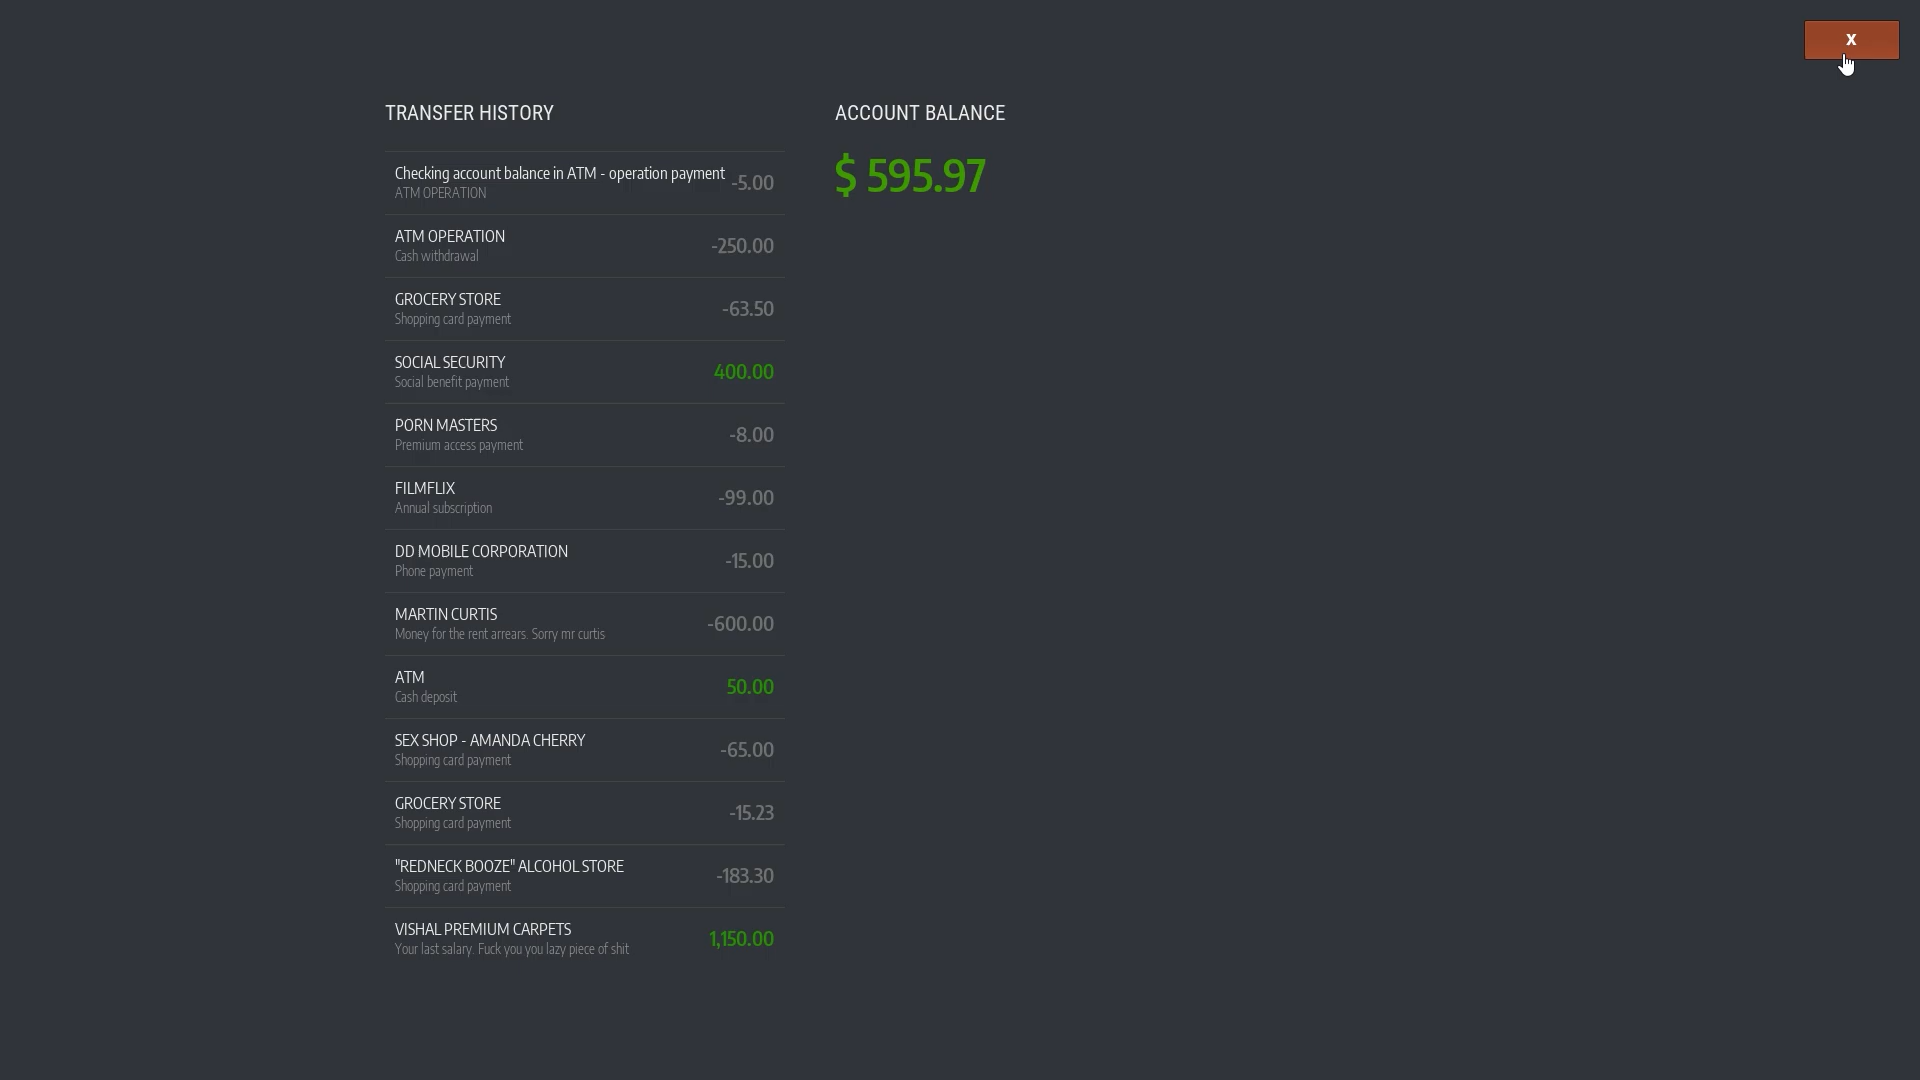 X
TRANSFER HISTORY
ACCOUNT BALANCE
$ 595.97
Checking account balance in ATM - operation payment
ATM OPERATION
-5.00
ATM OPERATION
Cash withdrawal
-250.00
GROCERY STORE
Shopping card payment
-63.50
SOCIAL SECURITY
Social benefit payment
400.00
PORN MASTERS
Premium access payment
-8.00
FILMFLIX
Annual subscription
-99.00
DD MOBILE CORPORATION
Phone payment
-15.00
MARTIN CURTIS
Money for the rent arrears. Sorry mr curtis
-600.00
ATM
Cash deposit
50.00
SEX SHOP - AMANDA CHERRY
Shopping card payment
-65.00
GROCERY STORE
Shopping card payment
-15.23
"REDNECK BOOZE" ALCOHOL STORE
Shopping card payment
-183.30
VISHAL PREMIUM CARPETS
Your last salary. Fuck you you lazy piece of shit
1,150.00